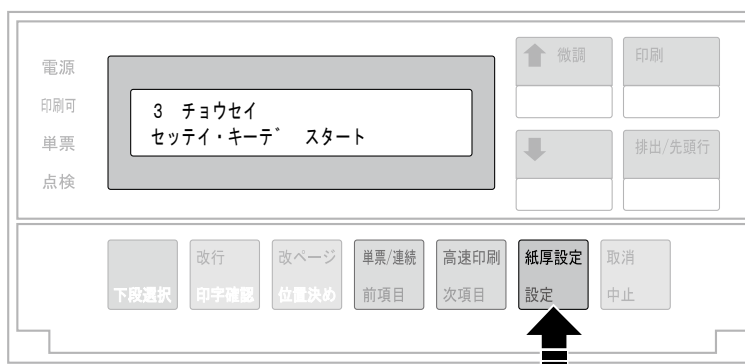 電源
印刷可
単票
点検
3 チョウセイ
セッテイ・キーデ゛ スタート
微調
印刷
排出/先頭行
下段選択
改行
印字確認
改ページ
位置決め
単票/連続
前項目
高速印刷
次項目
紙厚設定
設定
取消
中止